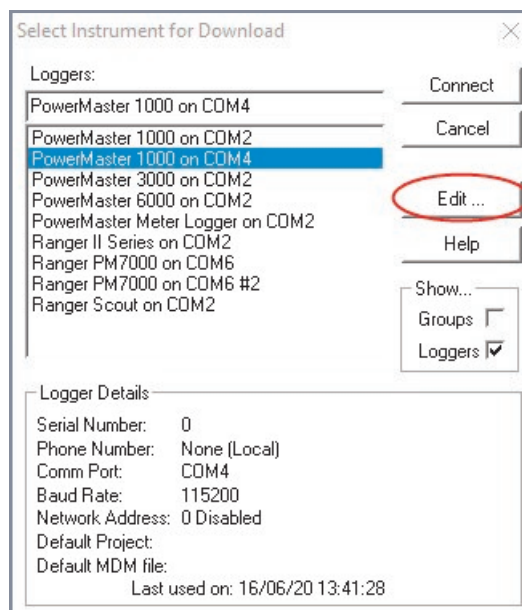 Select Instrument for Download
Loggers:
PowerMaster 1000 on COM4
PowerMaster 1000 on COM2
PowerMaster 1000 on COM4
PowerMaster 3000 on COM2
PowerMaster 6000 on COM2
PowerMaster Meter Logger on COM2
Ranger II Series on COM2
Ranger PM7000 on COM6
Ranger PM7000 on COM6 #2
Ranger Scout on COM2
Connect
Cancel
Edit ...
Help
Show...
Groups
Loggers
Logger Details
Serial Number: 0
Phone Number: None (Local)
Comm Port: COM4
Baud Rate: 115200
Network Address: 0 Disabled
Default Project:
Default MDM file:
Last used on: 16/06/20 13:41:28